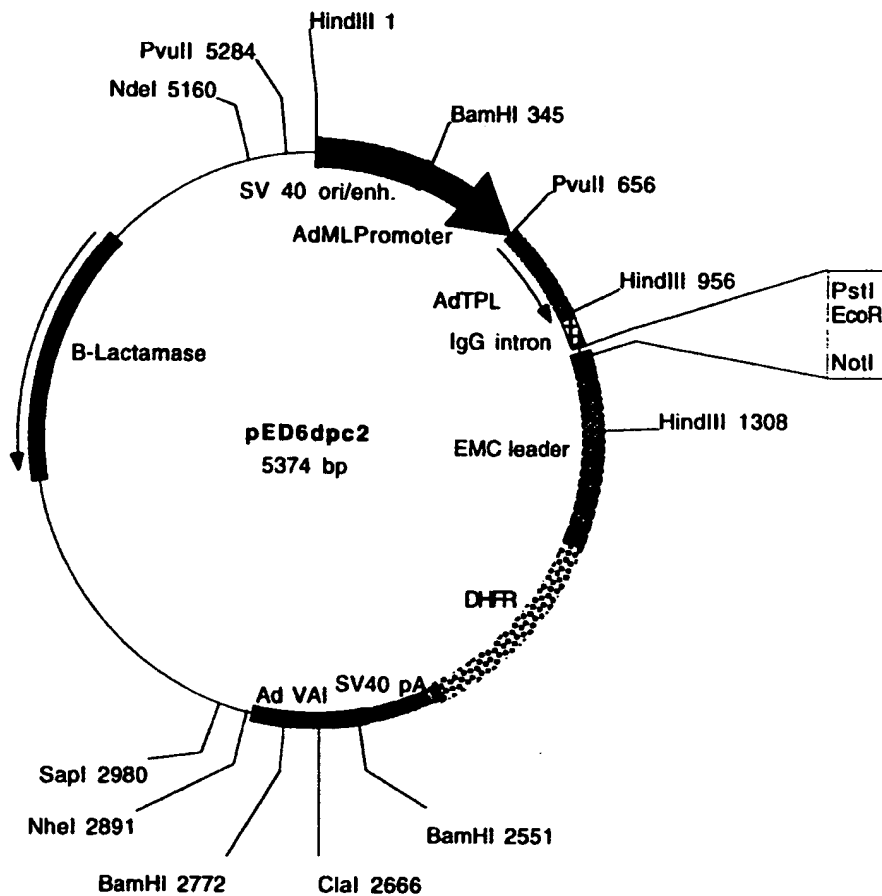 HindIII 1
PvuII 5284
NdeI 5160
BamHI 345
SV 40 ori/enh.
PvuII 656
AdMLPromoter
HindIII 956
PstI
AdTPL
EcoR
IgG intron
B-Lactamase
NotI
HindIII 1308
pED6dpc2
EMC leader
5374 bp
DHFR
SV40 pA
Ad VAI
SapI 2980
NheI 2891
BamHI 2551
BamHI 2772
ClaI 2666